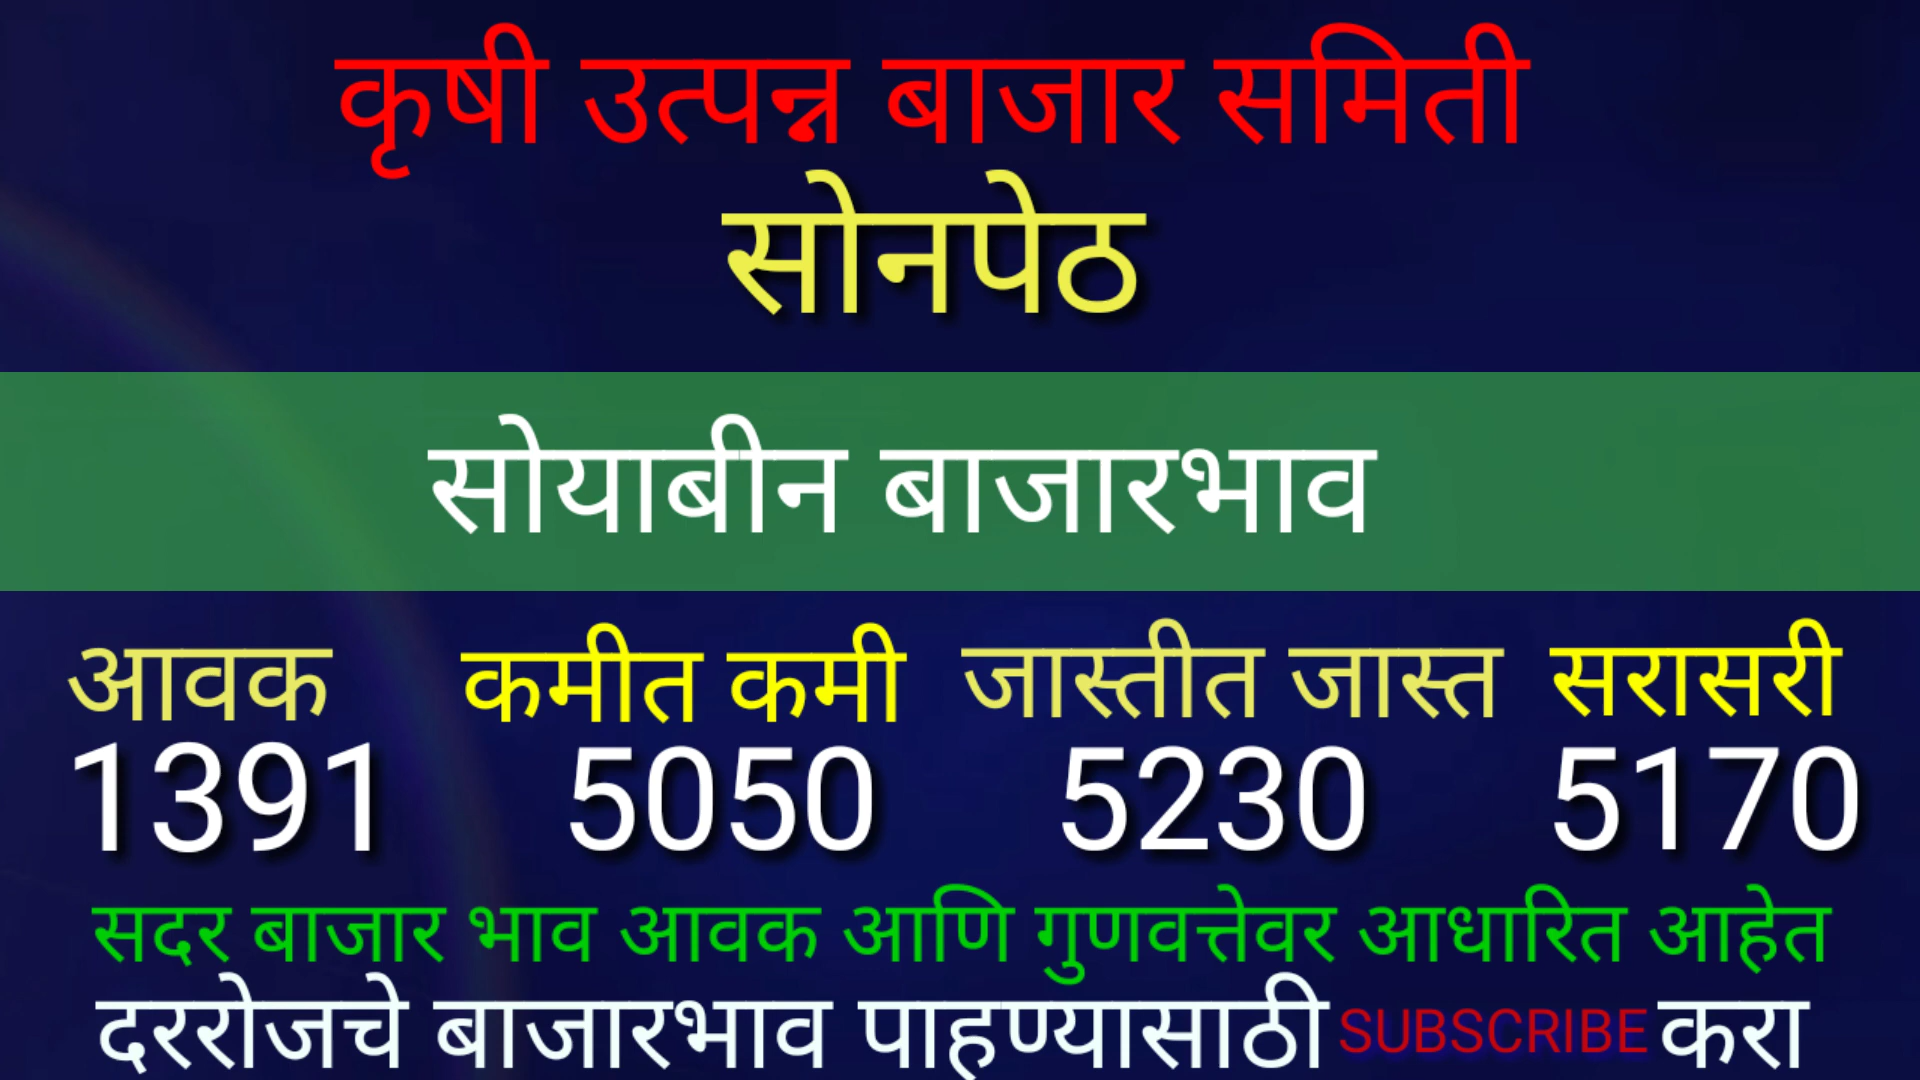 कृषी उत्पन्न बाजार समिती
सोनपेठ
सोयाबीन बाजारभाव
आवक कमीत कमी जास्तीत जास्त सरासरी
1391 5050 5230 5170
सदर बाजार भाव आवक आणि गुणवत्तेवर आधारित आहेत
दररोजचे बाजारभाव पाहण्यासाठी SUBSCRIBE करा